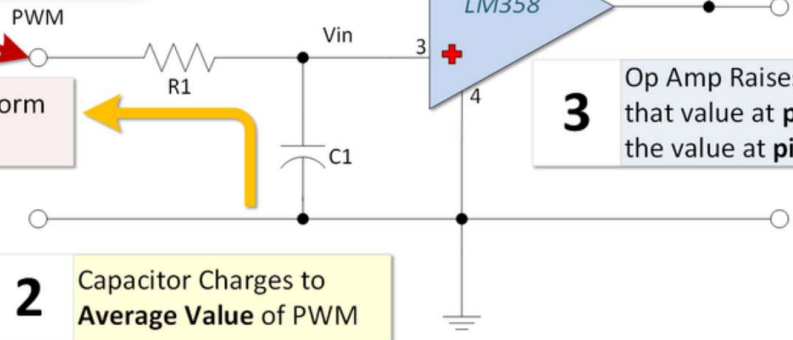 LM358
PWM
Vin
3
R1
4
orm
C1
3
Op Amp Raise
that value at
the value at
2
Capacitor Charges to
Average Value of PWM